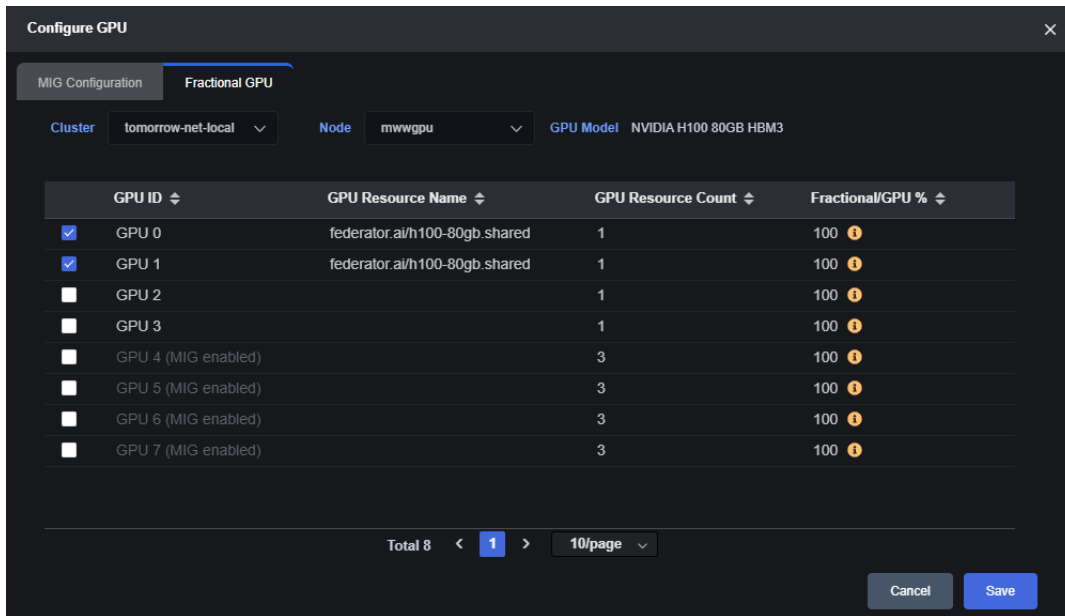 Configure GPU
MIG Configuration Fractional GPU
Cluster tomorrow-net-local Node mwwgpu GPU Model NVIDIA H100 80GB HBM3
GPU ID GPU Resource Name GPU Resource Count Fractional/GPU %
GPU 0 federator.ai/h100-80gb.shared 1 100
GPU 1 federator.ai/h100-80gb.shared 1 100
GPU 2 1 100
GPU 3 1 100
GPU 4 (MIG enabled) 3 100
GPU 5 (MIG enabled) 3 100
GPU 6 (MIG enabled) 3 100
GPU 7 (MIG enabled) 3 100
Total 8 < 1 > 10/page
Cancel Save